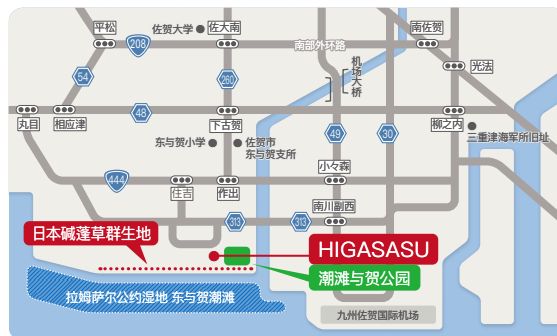 平松
佐贺大学
佐大南
南佐贺
208
南部外环路
光法
54
260
机场大桥
丸目
相应津
48
下古贺
49
30
柳之内
三重津海军所旧址
东与贺小学
佐贺市
东与贺支所
小々森
444
住吉
作出
南川副西
313
313
日本碱蓬草群生地
HIGASASU
潮滩与贺公园
拉姆萨尔公约湿地 东与贺潮滩
九州佐贺国际机场